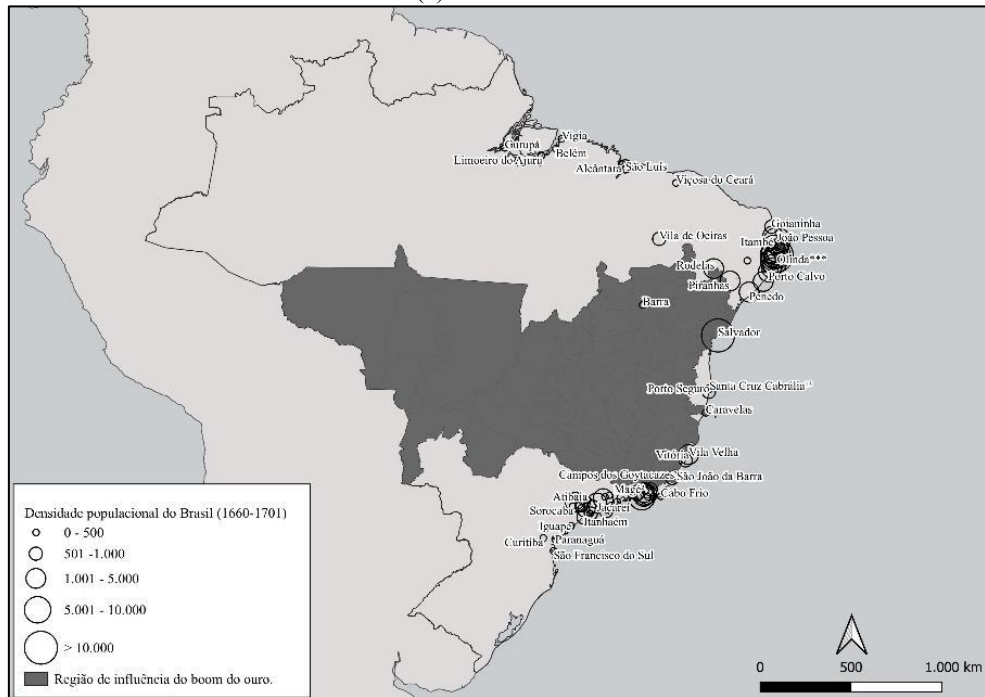 Vigia
Gurupá
Belém
Limoeiro do Ajuru
São Luís
Alcântara
Viçosa do Ceará
Goianinha
Vila de Oeiras
João Pessoa
Itambé
Olinda***
Rodelas
Porto Calvo
Piranhas
Penedo
Barra
Salvador
Porto Seguro
Santa Cruz Cabrália
Caravelas
Vitória
Vila Velha
Campos dos Goytacazes
São João da Barra
Magé
Cabo Frio
Atibaia
Jacareí
Sorocaba
Itanhaém
Iguape
Curitiba
Paranaguá
São Francisco do Sul
Densidade populacional do Brasil (1660-1701)
0 - 500
501 -1.000
1.001 - 5.000
5.001 - 10.000
> 10.000
Região de influência do boom do ouro.
0 500 1.000 km